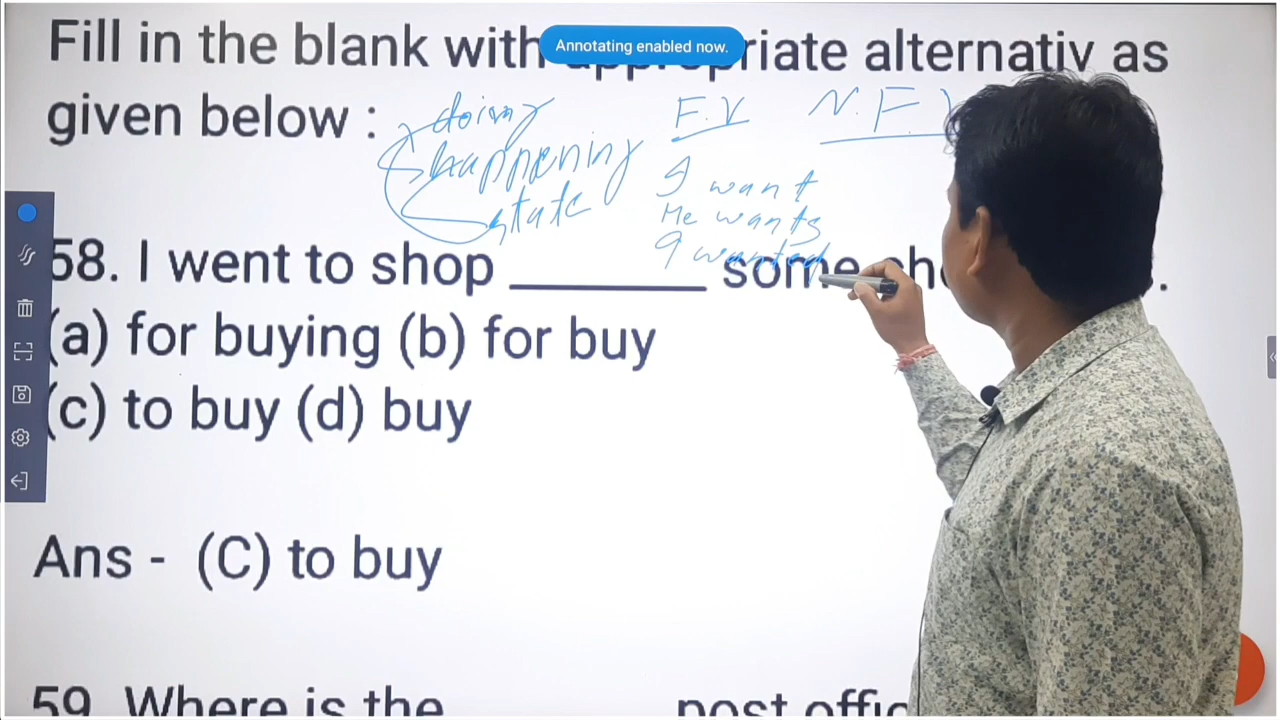 Annotating enabled now.
Fill in the blank with appropriate alternativ as
given below :
doing
happening
state
F.V N.F.V
I want
He wants
I wanted
58. I went to shop _______ some
(a) for buying (b) for buy
(c) to buy (d) buy
Ans - (C) to buy
59. Where is the _______ post